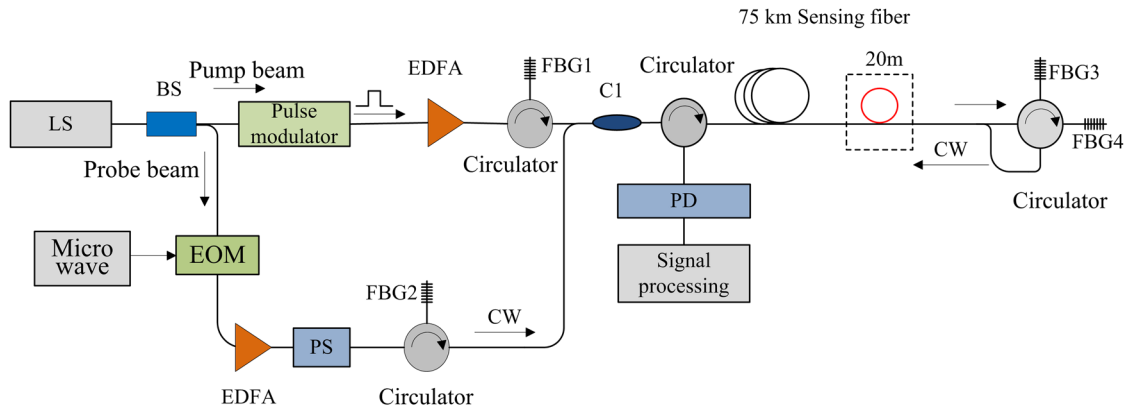 75 km Sensing fiber
Pump beam
EDFA
FBG1
Circulator
20m
FBG3
BS
C1
LS
Pulse
modulator
FBG4
Probe beam
Circulator
CW
PD
Circulator
Micro
wave
EOM
Signal
processing
FBG2
CW
PS
EDFA
Circulator